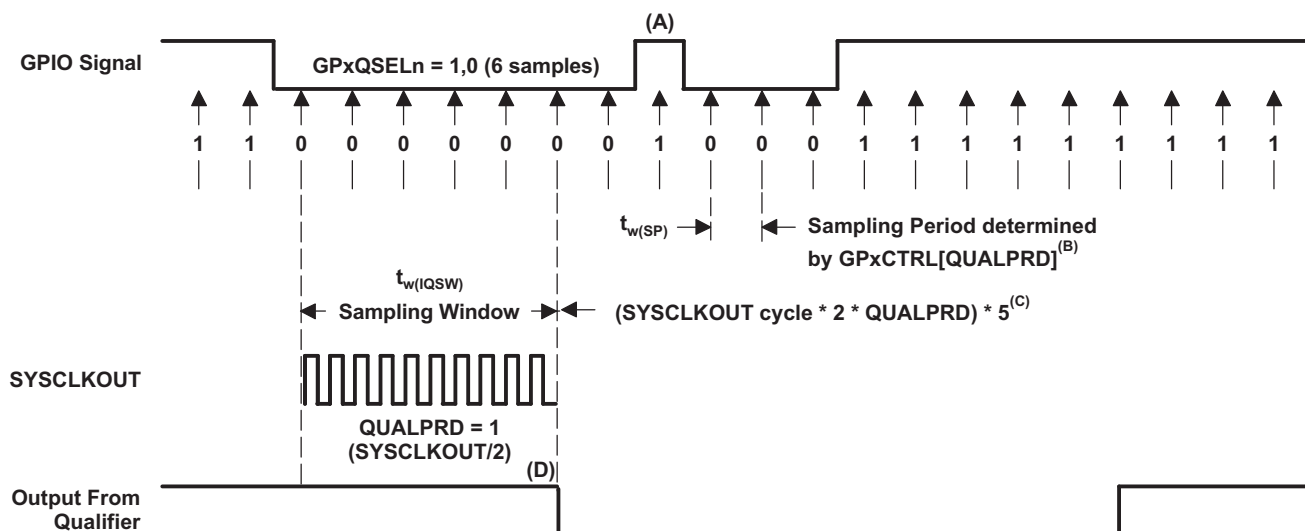 (A)
GPIO Signal
GPxQSELn = 1,0 (6 samples)
1 1 0 0 0 0 0 0 0 1 0 0 0 1 1 1 1 1 1 1 1 1
tw(SP)
Sampling Period determined
by GPxCTRL[QUALPRD](B)
tw(IQSW)
Sampling Window
(SYSCLKOUT cycle * 2 * QUALPRD) * 5(C)
SYSCLKOUT
QUALPRD = 1
(SYSCLKOUT/2)
(D)
Output From
Qualifier